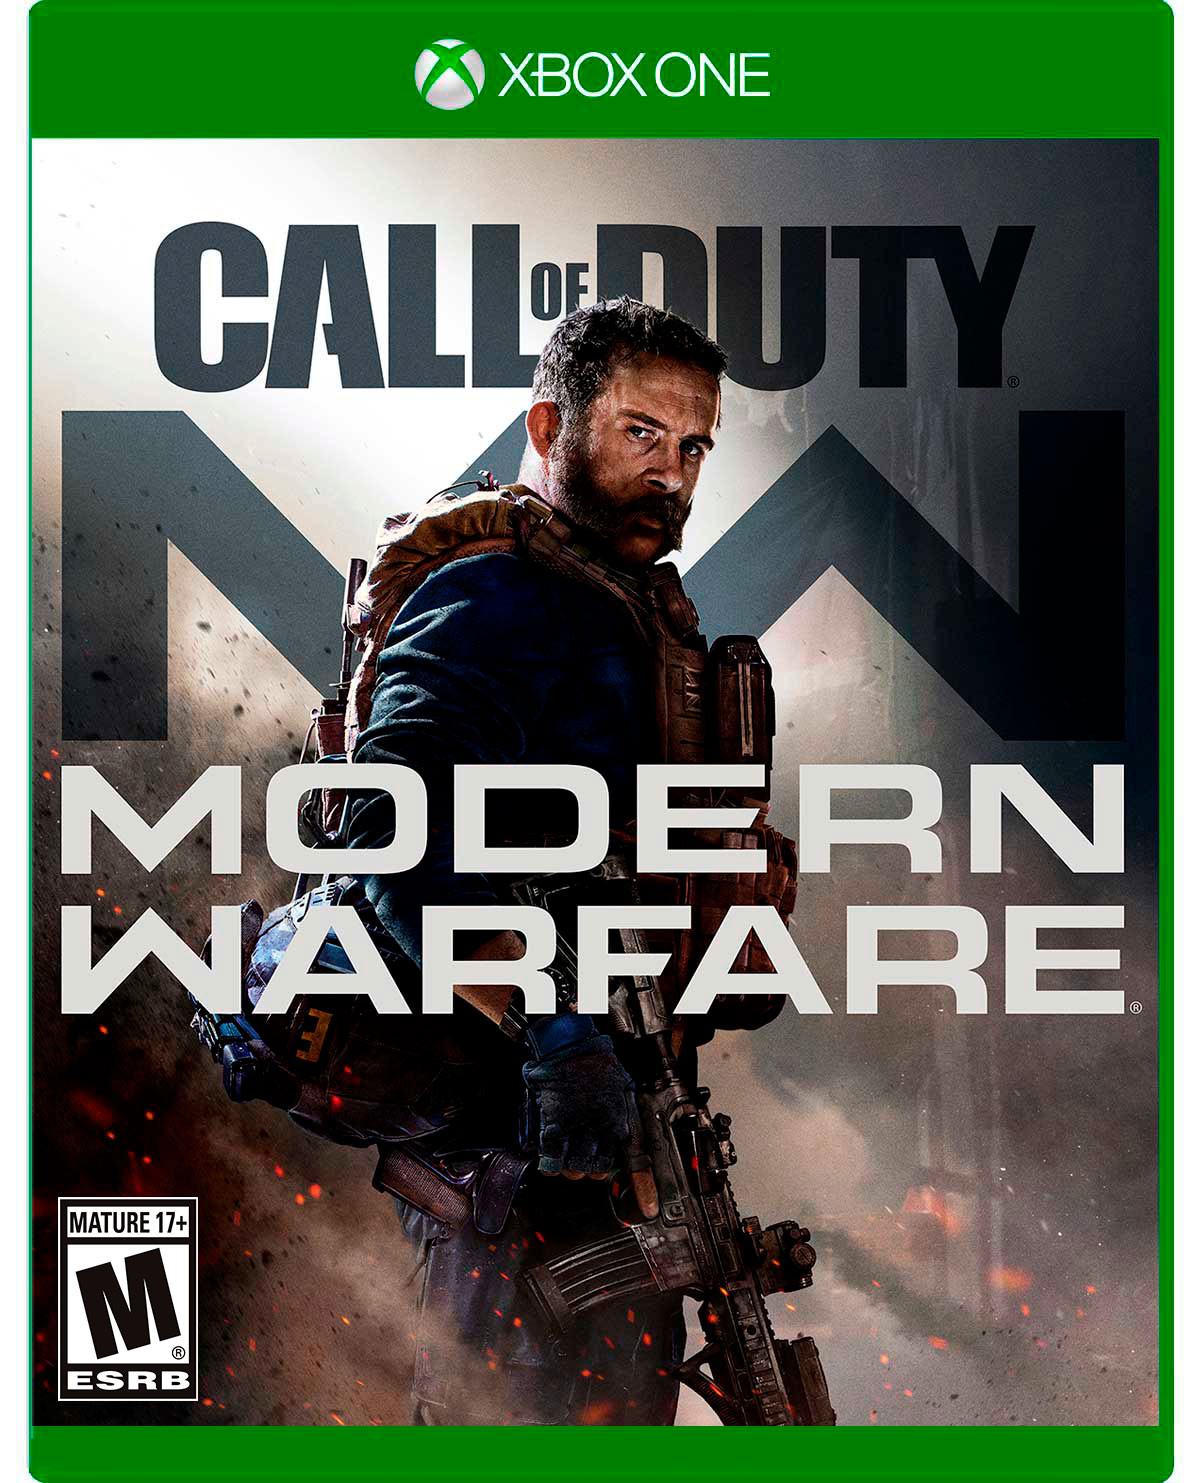 XBOX ONE
CALL OF DUTY®
MW
MODERN
WARFARE®
MATURE 17+
M®
ESRB